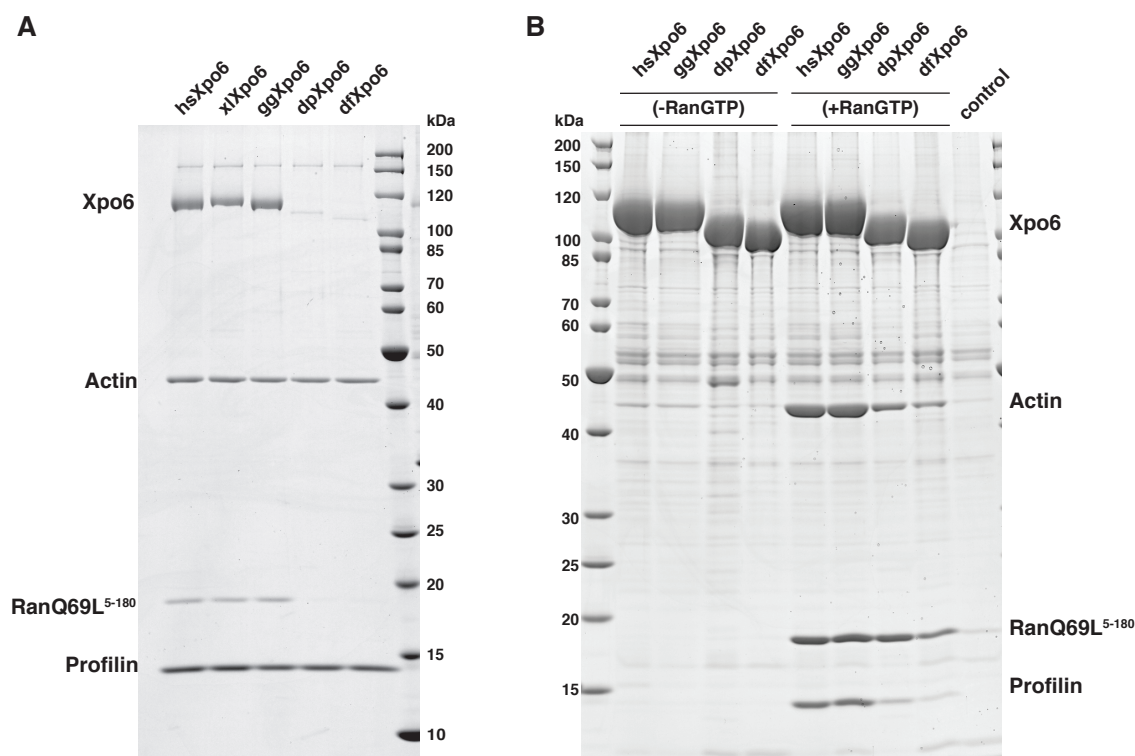 A
hsXpo6
xlXpo6
ggXpo6
dpXpo6
dfXpo6
kDa
200
150
120
100
85
70
60
50
40
30
25
20
15
10
Xpo6
Actin
RanQ69L5-180
Profilin
B
hsXpo6
ggXpo6
dpXpo6
dfXpo6
hsXpo6
ggXpo6
dpXpo6
dfXpo6
control
(-RanGTP)
(+RanGTP)
kDa
200
150
120
100
85
70
60
50
40
30
25
20
15
Xpo6
Actin
RanQ69L5-180
Profilin